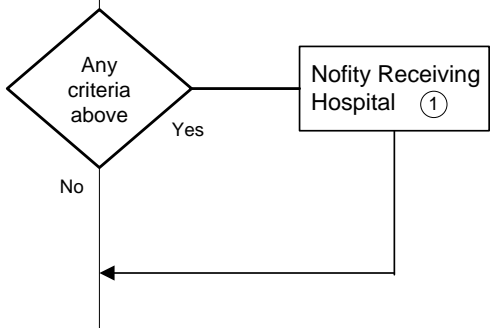 Any
criteria
above
Yes
No
Nofity Receiving
Hospital 1